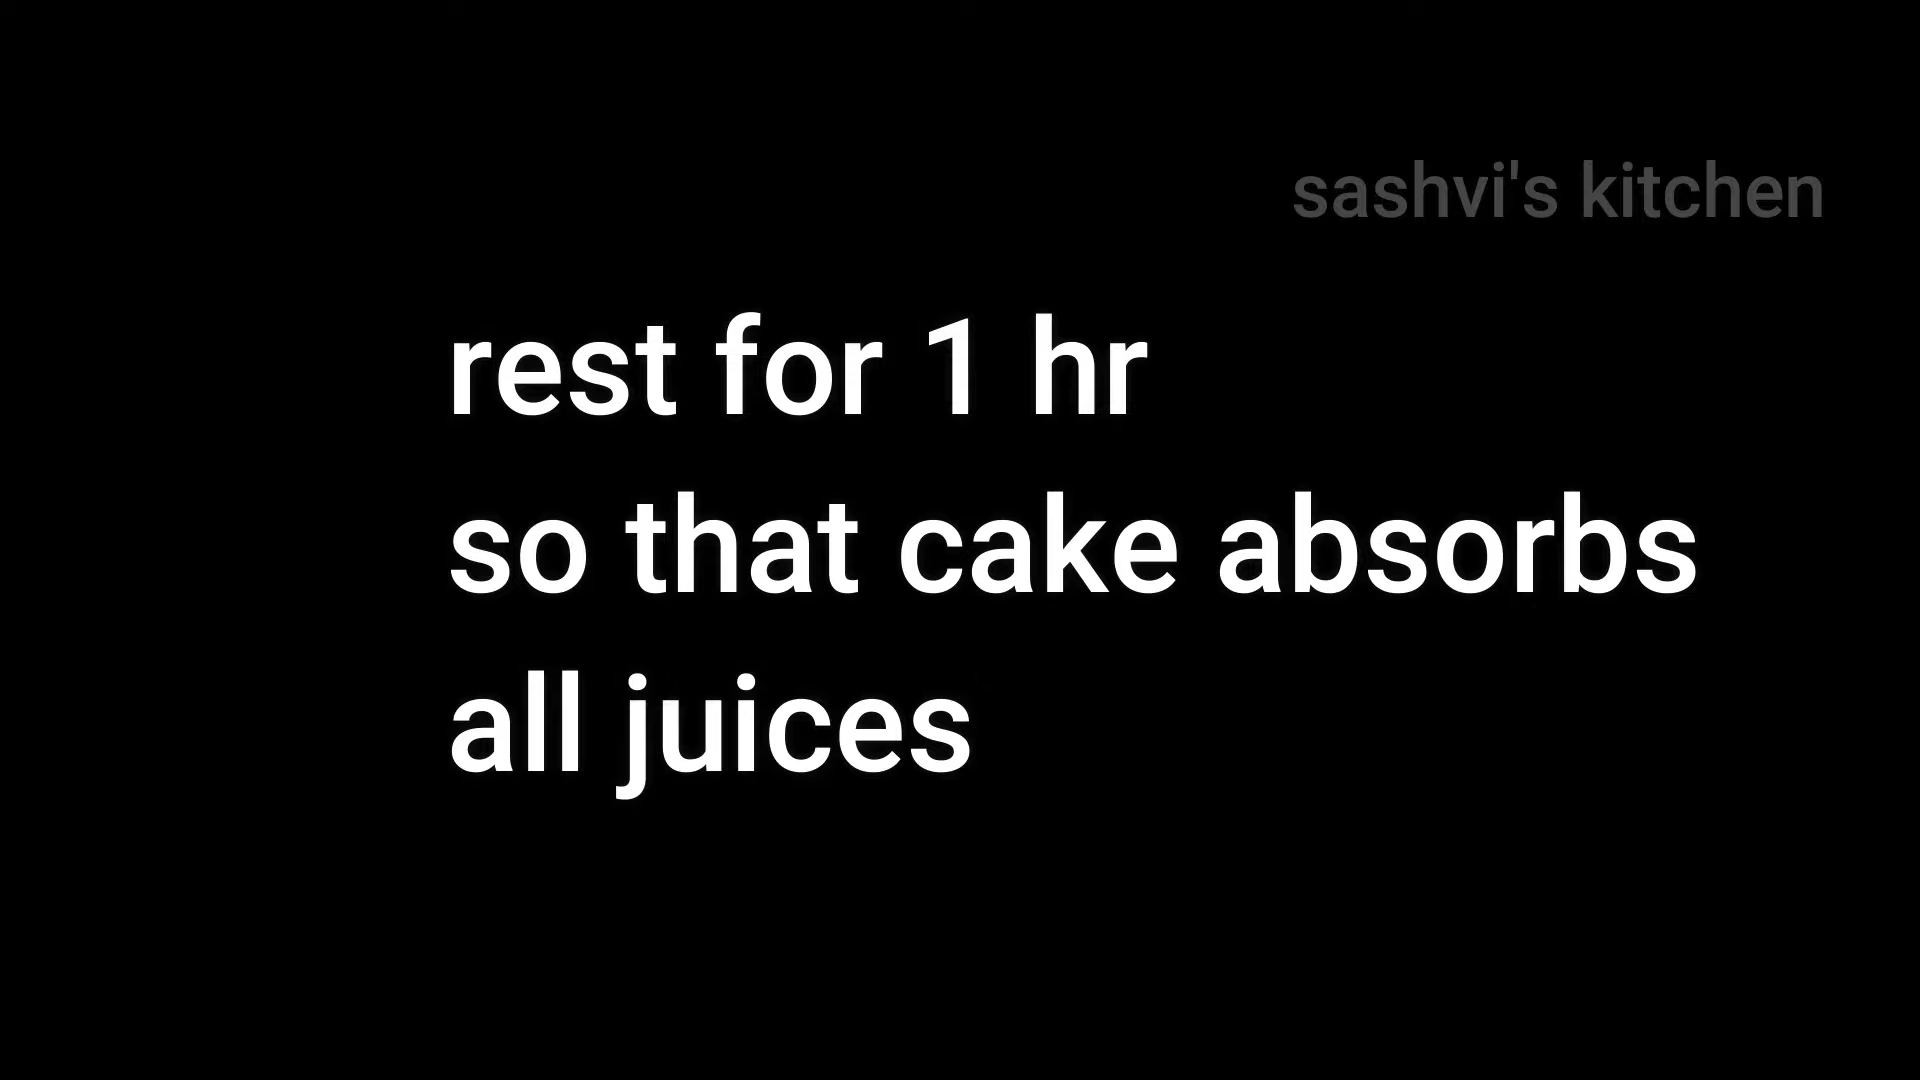 sashvi's kitchen
rest for 1 hr
so that cake absorbs
all juices